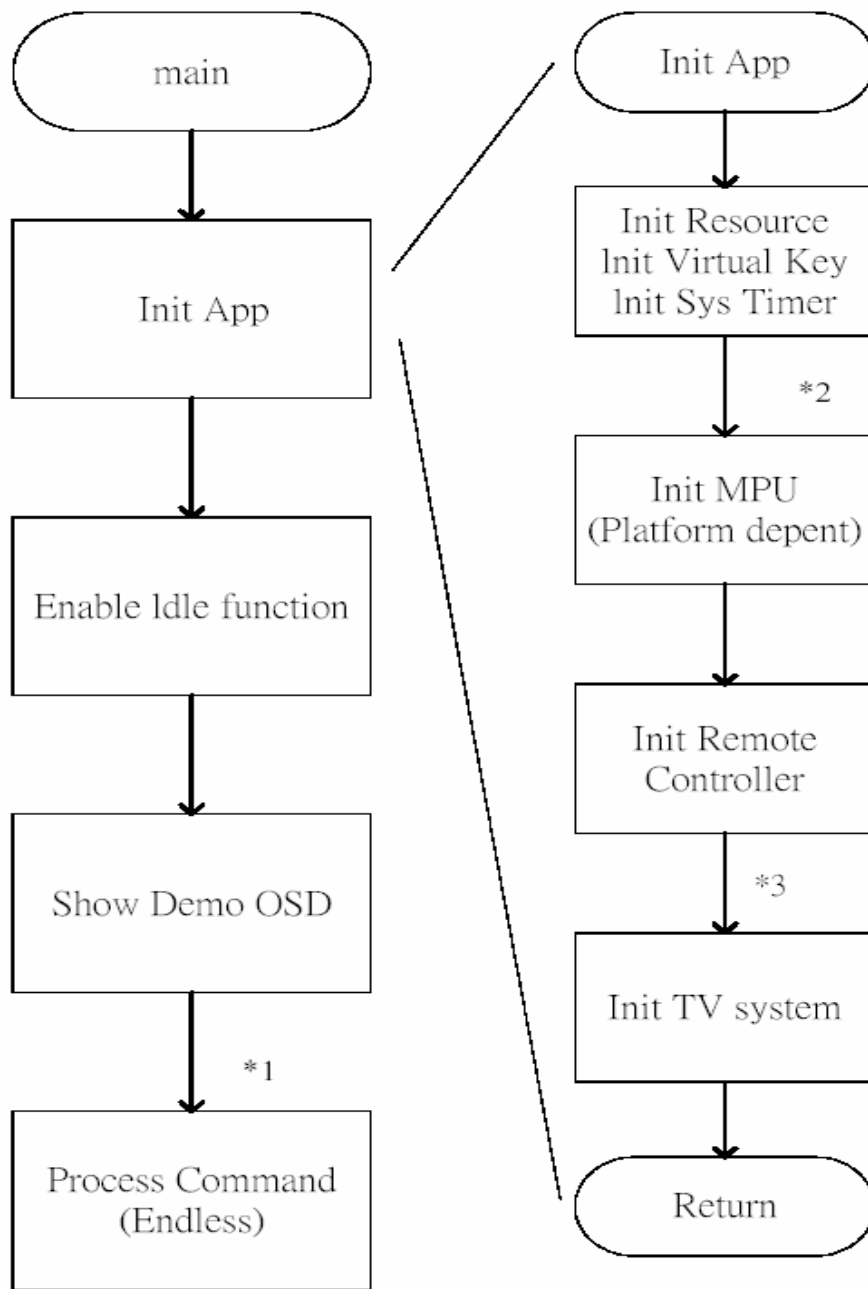 main
Init App
Enable Idle function
Show Demo OSD
*1
Process Command
(Endless)
Init App
Init Resource
Init Virtual Key
Init Sys Timer
*2
Init MPU
(Platform depent)
Init Remote
Controller
*3
Init TV system
Return